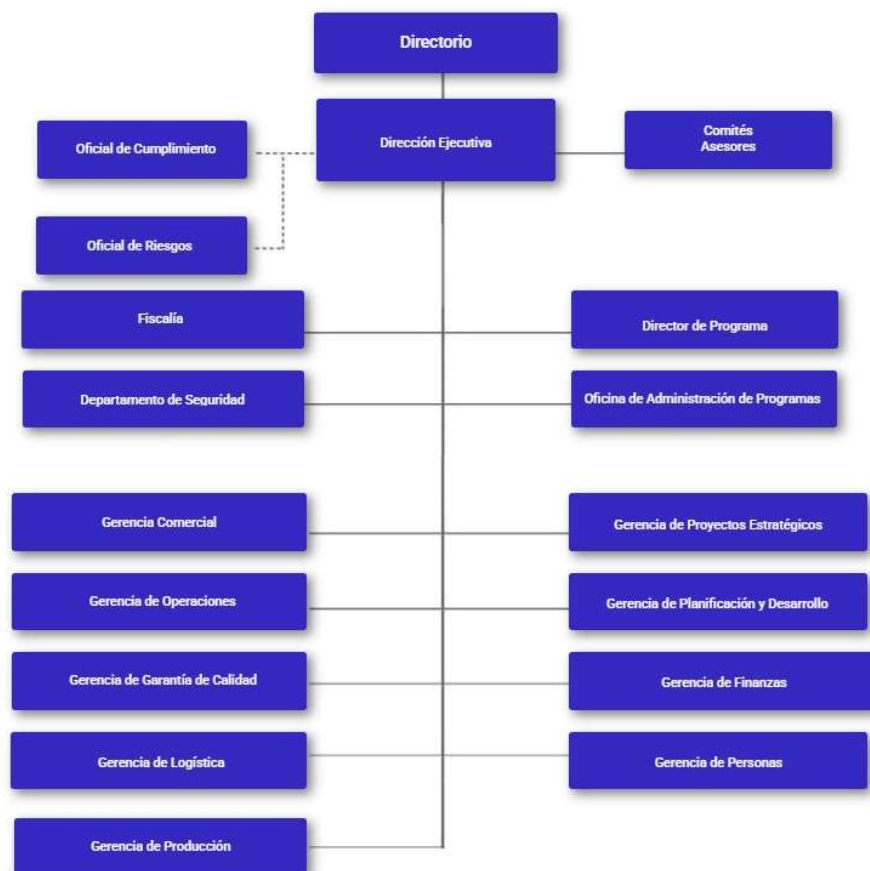 Directorio
Dirección Ejecutiva
Oficial de Cumplimiento
Comités
Asesores
Oficial de Riesgos
Fiscalía
Director de Programa
Departamento de Seguridad
Oficina de Administración de Programas
Gerencia Comercial
Gerencia de Proyectos Estratégicos
Gerencia de Operaciones
Gerencia de Planificación y Desarrollo
Gerencia de Garantía de Calidad
Gerencia de Finanzas
Gerencia de Logística
Gerencia de Personas
Gerencia de Producción